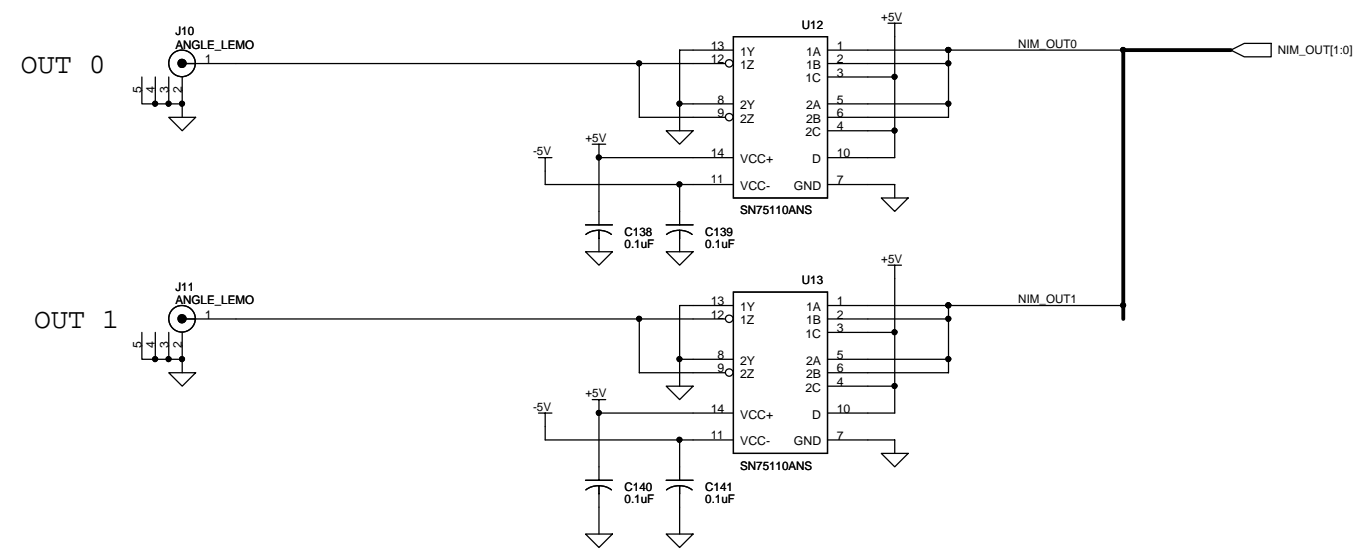 J10
ANGLE_LEMO
OUT 0
1
5 4 3 2
U12
+5V
13 1Y 1A 1
12 1Z 1B 2
1C 3
8 2Y 2A 5
9 2Z 2B 6
2C 4
+5V
-5V
14 VCC+ D 10
11 VCC- GND 7
SN75110ANS
C138
0.1uF
C139
0.1uF
NIM_OUT0
NIM_OUT[1:0]
J11
ANGLE_LEMO
OUT 1
1
5 4 3 2
U13
+5V
13 1Y 1A 1
12 1Z 1B 2
1C 3
8 2Y 2A 5
9 2Z 2B 6
2C 4
+5V
-5V
14 VCC+ D 10
11 VCC- GND 7
SN75110ANS
C140
0.1uF
C141
0.1uF
NIM_OUT1